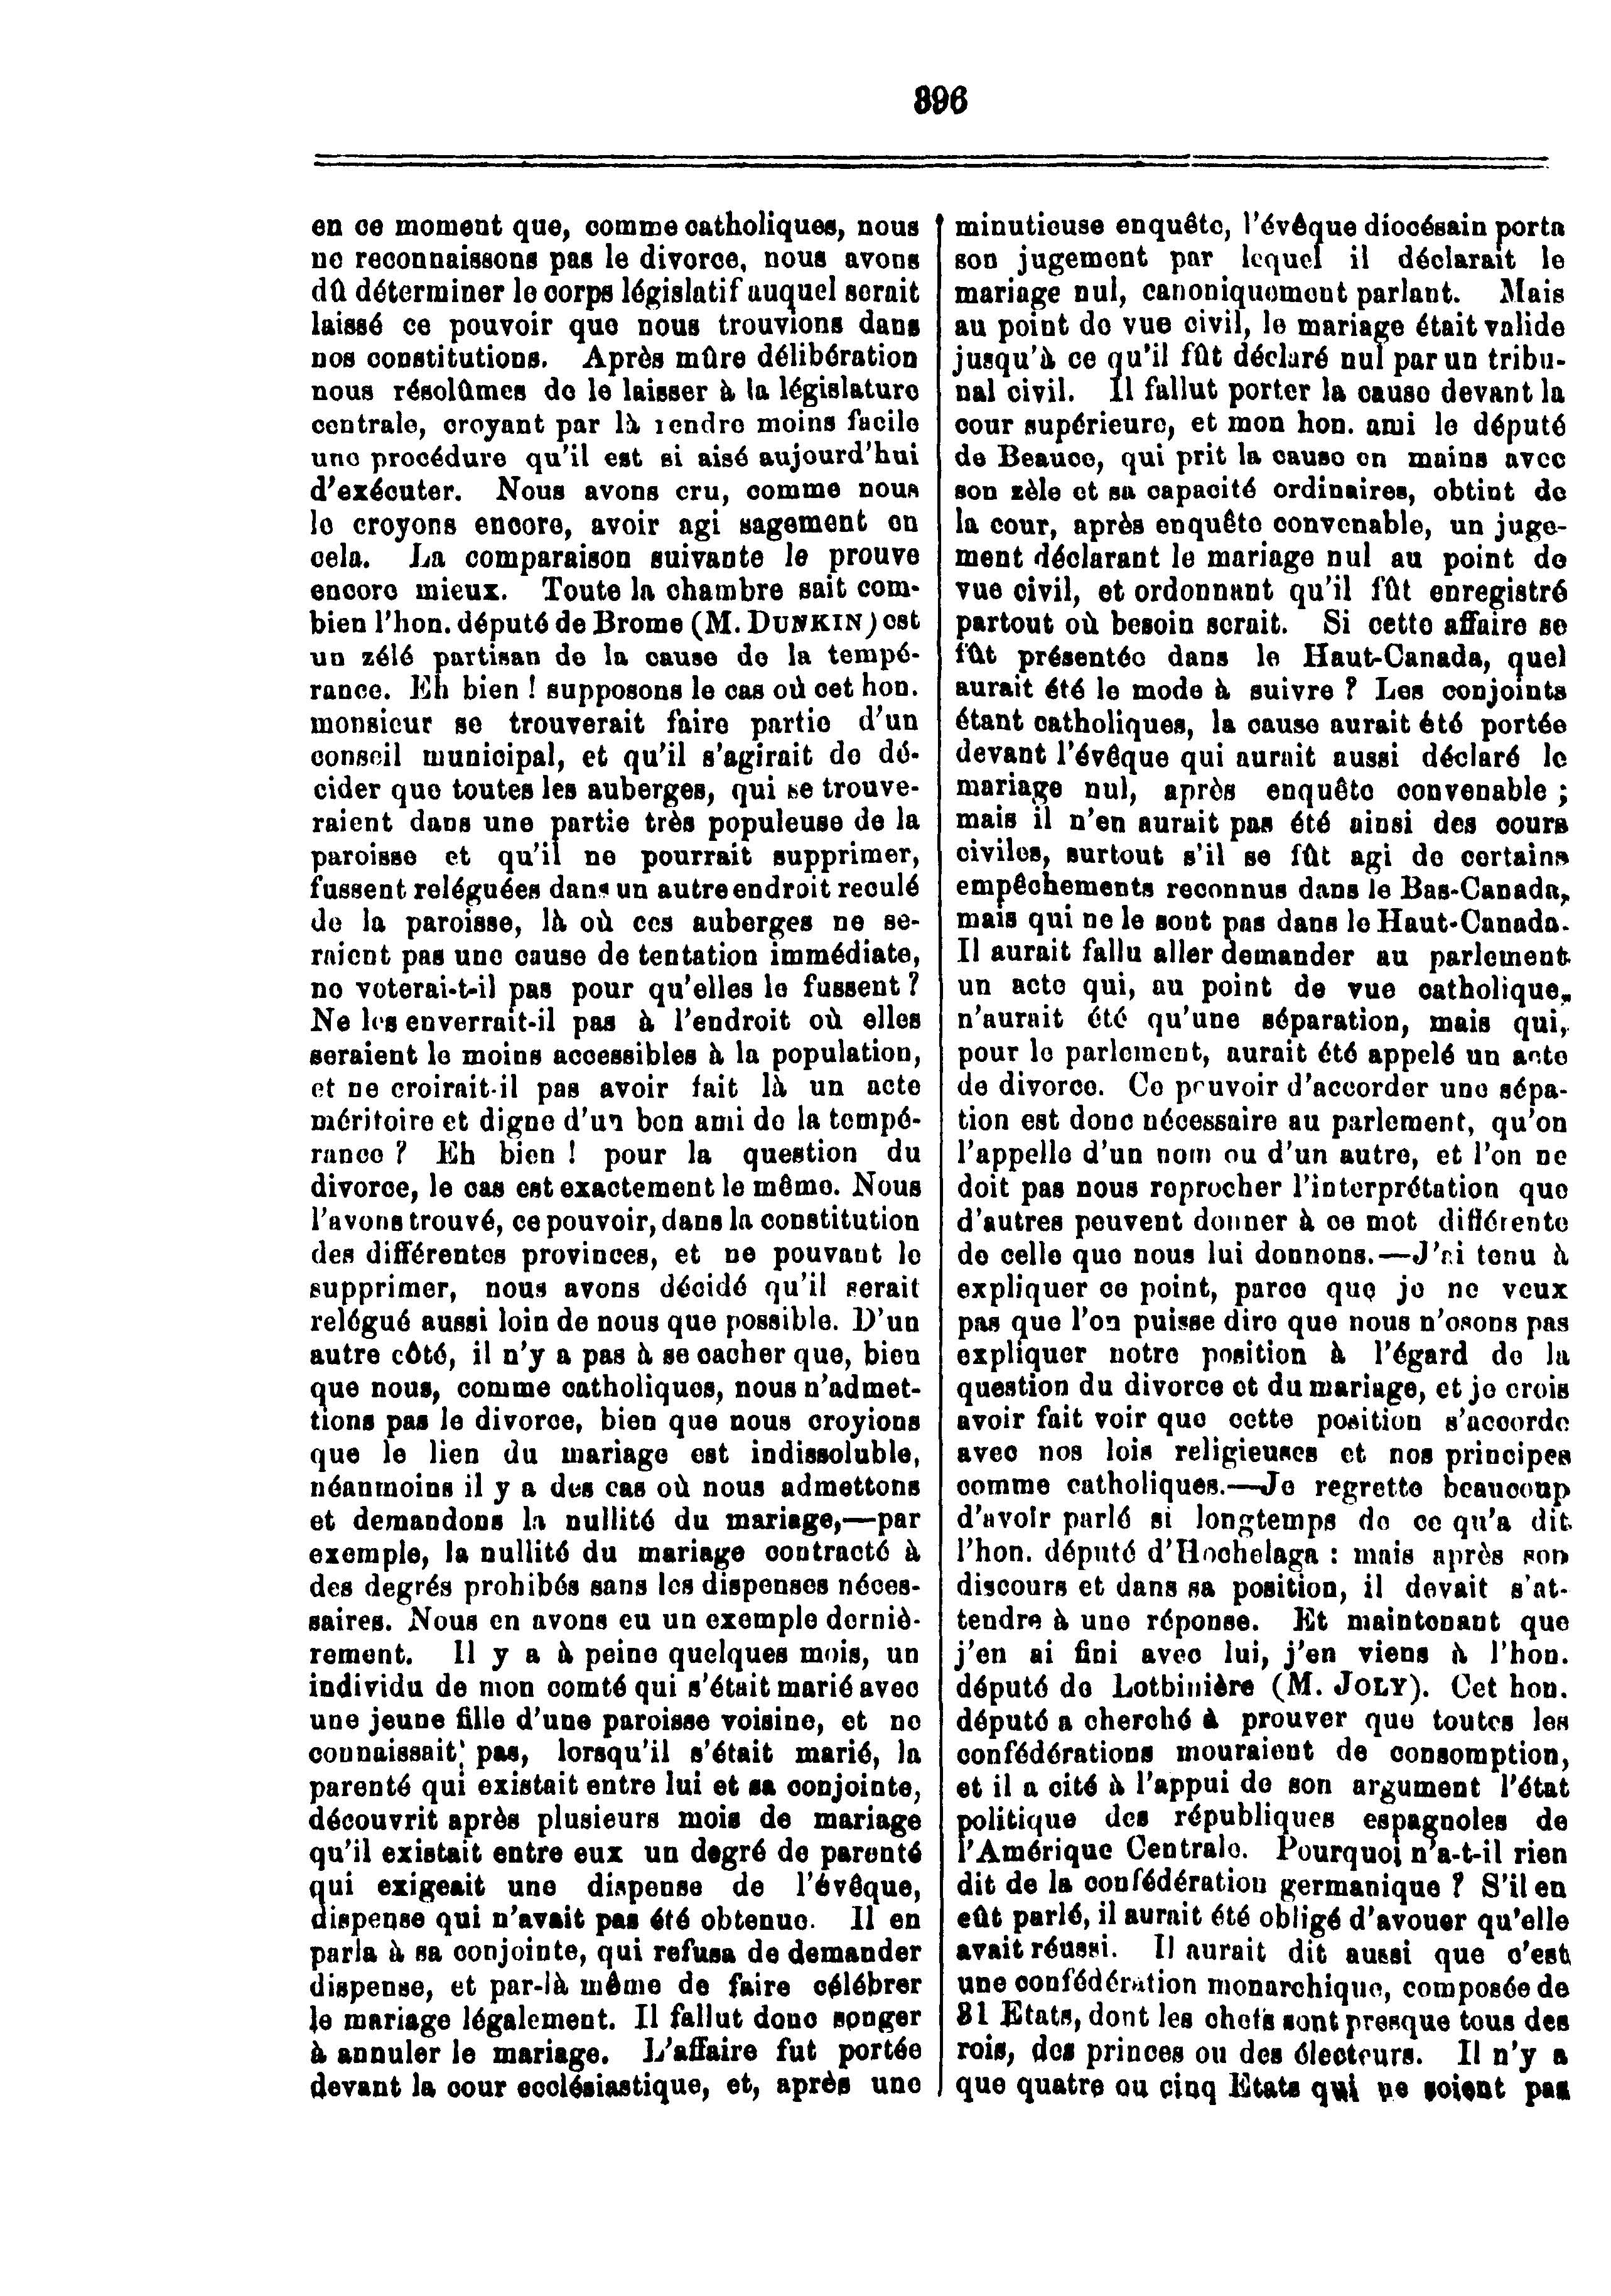 896
en ce moment que, comme catholiques, nous
ne reconnaissons pas le divorce, nous avons
dû déterminer le corps législatif auquel serait
laissé ce pouvoir que nous trouvions dans
nos constitutions. Après mûre délibération
nous résolûmes de le laisser à la législature
centrale, croyant par là rendre moins facile
une procédure qu'il est si aisé aujourd'hui
d'exécuter. Nous avons cru, comme nous
le croyons encore, avoir agi sagement en
cela. La comparaison suivante le prouve
encore mieux. Toute la chambre sait com-
bien l'hon. député de Brome (M. DUNKIN) est
un zélé partisan de la cause de la tempé-
rance. Eh bien ! supposons le cas où cet hon.
monsieur se trouverait faire partie d'un
conseil municipal, et qu'il s'agirait de dé-
cider que toutes les auberges, qui se trouve-
raient dans une partie très populeuse de la
paroisse et qu'il ne pourrait supprimer,
fussent reléguées dans un autre endroit reculé
de la paroisse, là où ces auberges ne se-
raient pas une cause de tentation immédiate,
ne voterai-t-il pas pour qu'elles le fussent ?
Ne les enverrait-il pas à l'endroit où elles
seraient le moins accessibles à la population,
et ne croirait-il pas avoir fait là un acte
méritoire et digne d'un bon ami de la tempé-
rance ? Eh bien ! pour la question du
divorce, le cas est exactement le même. Nous
l'avons trouvé, ce pouvoir, dans la constitution
des différentes provinces, et ne pouvant le
supprimer, nous avons décidé qu'il serait
relégué aussi loin de nous que possible. D'un
autre côté, il n'y a pas à se cacher que, bien
que nous, comme catholiques, nous n'admet-
tions pas le divorce, bien que nous croyions
que le lien du mariage est indissoluble,
néanmoins il y a des cas où nous admettons
et demandons la nullité du mariage,—par
exemple, la nullité du mariage contracté à
des degrés prohibés sans les dispenses néces-
saires. Nous en avons eu un exemple derniè-
rement. Il y a à peine quelques mois, un
individu de mon comté qui s'était marié avec
une jeune fille d'une paroisse voisine, et ne
connaissait pas, lorsqu'il s'était marié, la
parenté qui existait entre lui et sa conjointe,
découvrit après plusieurs mois de mariage
qu'il existait entre eux un degré de parenté
qui exigeait une dispense de l'évêque,
dispense qui n'avait pas été obtenue. Il en
parla à sa conjointe, qui refusa de demander
dispense, et par-là même de faire célébrer
le mariage légalement. Il fallut donc songer
à annuler le mariage. L'affaire fut portée
devant la cour ecclésiastique, et, après une
minutieuse enquête, l'évêque diocésain porta
son jugement par lequel il déclarait le
mariage nul, canoniquement parlant. Mais
au point de vue civil, le mariage était valide
jusqu'à ce qu'il fût déclaré nul par un tribu-
nal civil. Il fallut porter la cause devant la
cour supérieure, et mon hon. ami le député
de Beauce, qui prit la cause en mains avec
son zèle et sa capacité ordinaires, obtint de
la cour, après enquête convenable, un juge-
ment déclarant le mariage nul au point de
vue civil, et ordonnant qu'il fût enregistré
partout où besoin serait. Si cette affaire se
fût présentée dans le Haut-Canada, quel
aurait été le mode à suivre ? Les conjoints
étant catholiques, la cause aurait été portée
devant l'évêque qui aurait aussi déclaré le
mariage nul, après enquête convenable ;
mais il n'en aurait pas été ainsi des cours
civiles, surtout s'il se fût agi de certains
empêchements reconnus dans le Bas-Canada,
mais qui ne le sont pas dans le Haut-Canada.
Il aurait fallu aller demander au parlement
un acte qui, au point de vue catholique,
n'aurait été qu'une séparation, mais qui,
pour le parlement, aurait été appelé un acte
de divorce. Ce pouvoir d'accorder une sépa-
tion est donc nécessaire au parlement, qu'on
l'appelle d'un nom ou d'un autre, et l'on ne
doit pas nous reprocher l'interprétation que
d'autres peuvent donner à ce mot différente
de celle que nous lui donnons.—J'ai tenu à
expliquer ce point, parce que je ne veux
pas que l'on puisse dire que nous n'osons pas
expliquer notre position à l'égard de la
question du divorce et du mariage, et je crois
avoir fait voir que cette position s'accorde
avec nos lois religieuses et nos principes
comme catholiques.—Je regrette beaucoup
d'avoir parlé si longtemps de ce qu'a dit
l'hon. député d'Hochelaga : mais après son
discours et dans sa position, il devait s'at-
tendre à une réponse. Et maintenant que
j'en ai fini avec lui, j'en viens à l'hon.
député de Lotbinière (M. JOLY). Cet hon.
député a cherché à prouver que toutes les
confédérations mouraient de consomption,
et il a cité à l'appui de son argument l'état
politique des républiques espagnoles de
l'Amérique Centrale. Pourquoi n'a-t-il rien
dit de la confédération germanique ? S'il en
eût parlé, il aurait été obligé d'avouer qu'elle
avait réussi. Il aurait dit aussi que c'est
une confédération monarchique, composée de
31 Etats, dont les chefs sont presque tous des
rois, des princes ou des électeurs. Il n'y a
que quatre ou cinq Etats qui ne soient pas